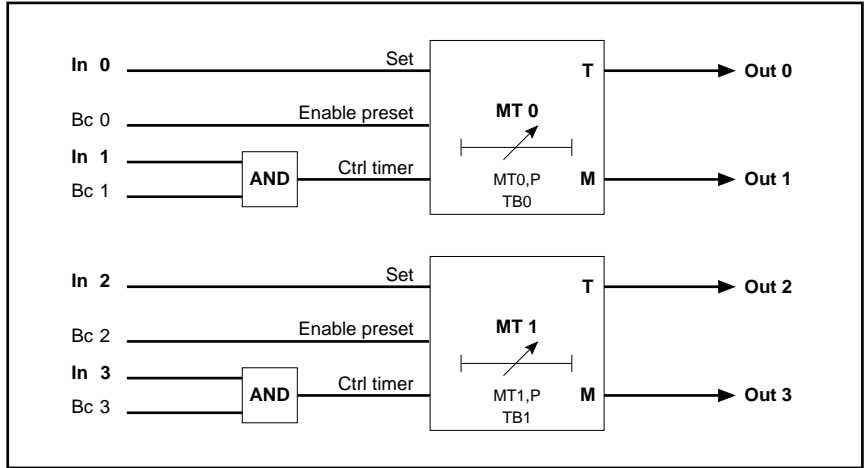 In 0
Set
T
Out 0
Bc 0
Enable preset
MT 0
In 1
AND
Ctrl timer
Bc 1
MT0,P
M
Out 1
TB0
In 2
Set
T
Out 2
Bc 2
Enable preset
MT 1
In 3
AND
Ctrl timer
Bc 3
MT1,P
M
Out 3
TB1